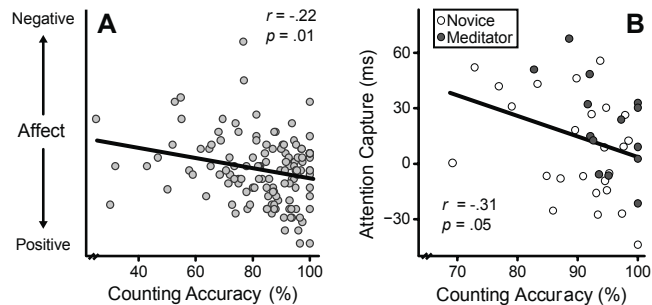 A
r = -.22
p = .01
Negative
Affect
Positive
40 60 80 100
Counting Accuracy (%)
B
Novice
Meditator
Attention Capture (ms)
60
30
0
−30
r = -.31
p = .05
70 80 90 100
Counting Accuracy (%)